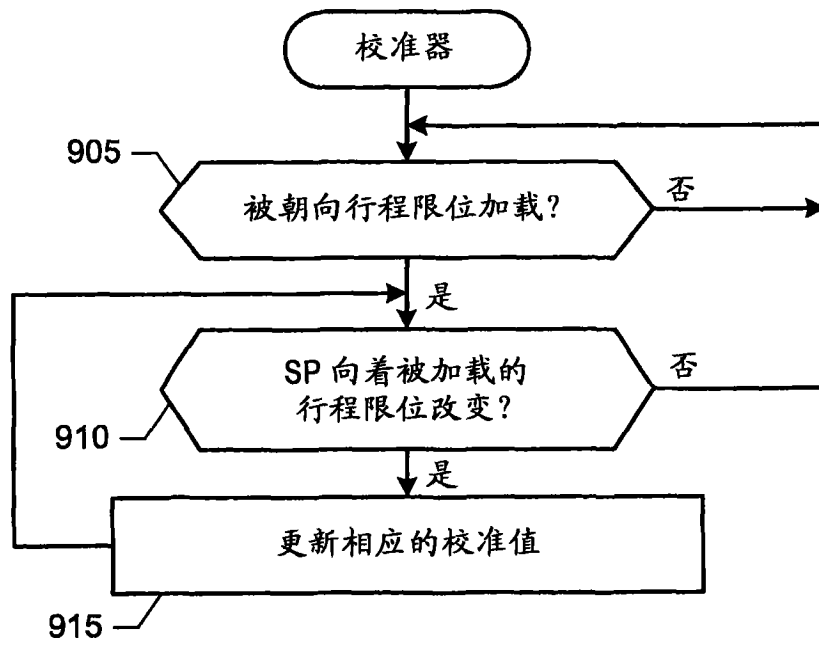 校准器
905
被朝向行程限位加载?
否
是
SP 向着被加载的
行程限位改变?
否
910
是
更新相应的校准值
915